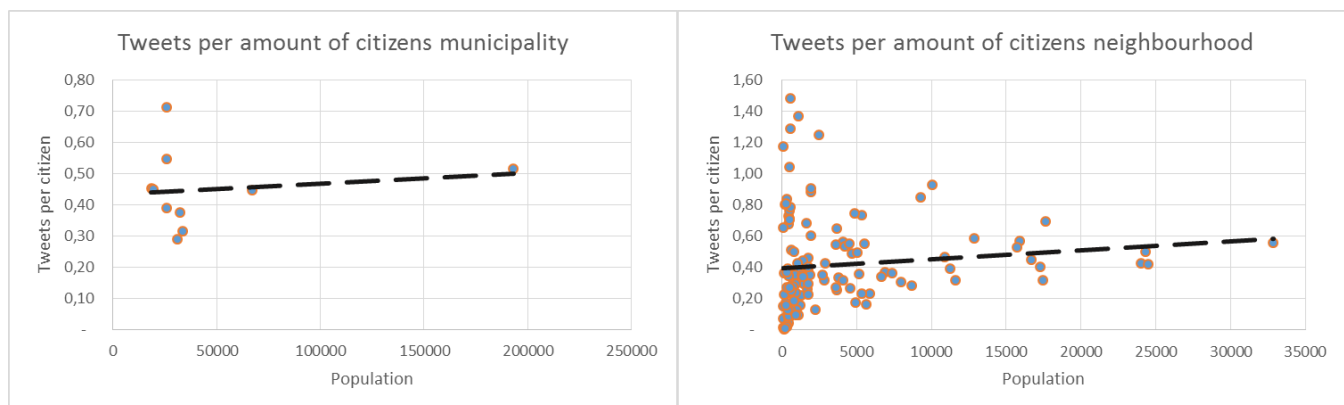 Tweets per amount of citizens municipality
Tweets per citizen
0,80
0,70
0,60
0,50
0,40
0,30
0,20
0,10
-
0 50000 100000 150000 200000 250000
Population
Tweets per amount of citizens neighbourhood
Tweets per citizen
1,60
1,40
1,20
1,00
0,80
0,60
0,40
0,20
-
0 5000 10000 15000 20000 25000 30000 35000
Population